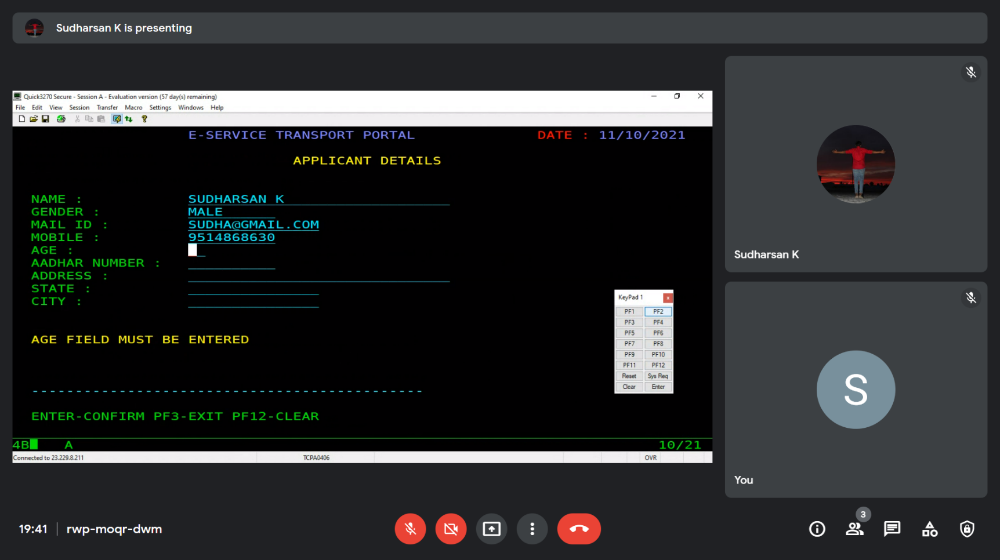 Sudharsan K is presenting
Quick3270 Secure - Session A - Evaluation version (57 day(s) remaining)
File Edit View Session Transfer Macro Settings Windows Help
E-SERVICE TRANSPORT PORTAL DATE : 11/10/2021
APPLICANT DETAILS
NAME : SUDHARSAN K
GENDER : MALE
MAIL ID : SUDHA@GMAIL.COM
MOBILE : 9514868630
AGE :
AADHAR NUMBER :
ADDRESS :
STATE :
CITY :
AGE FIELD MUST BE ENTERED
ENTER-CONFIRM PF3-EXIT PF12-CLEAR
4B A 10/21
Connected to 23.229.8.211 TCPA0406 OVR
KeyPad 1 x
PF1 PF2
PF3 PF4
PF5 PF6
PF7 PF8
PF9 PF10
PF11 PF12
Reset Sys Req
Clear Enter
Sudharsan K
S
You
19:41 rwp-moqr-dwm
3